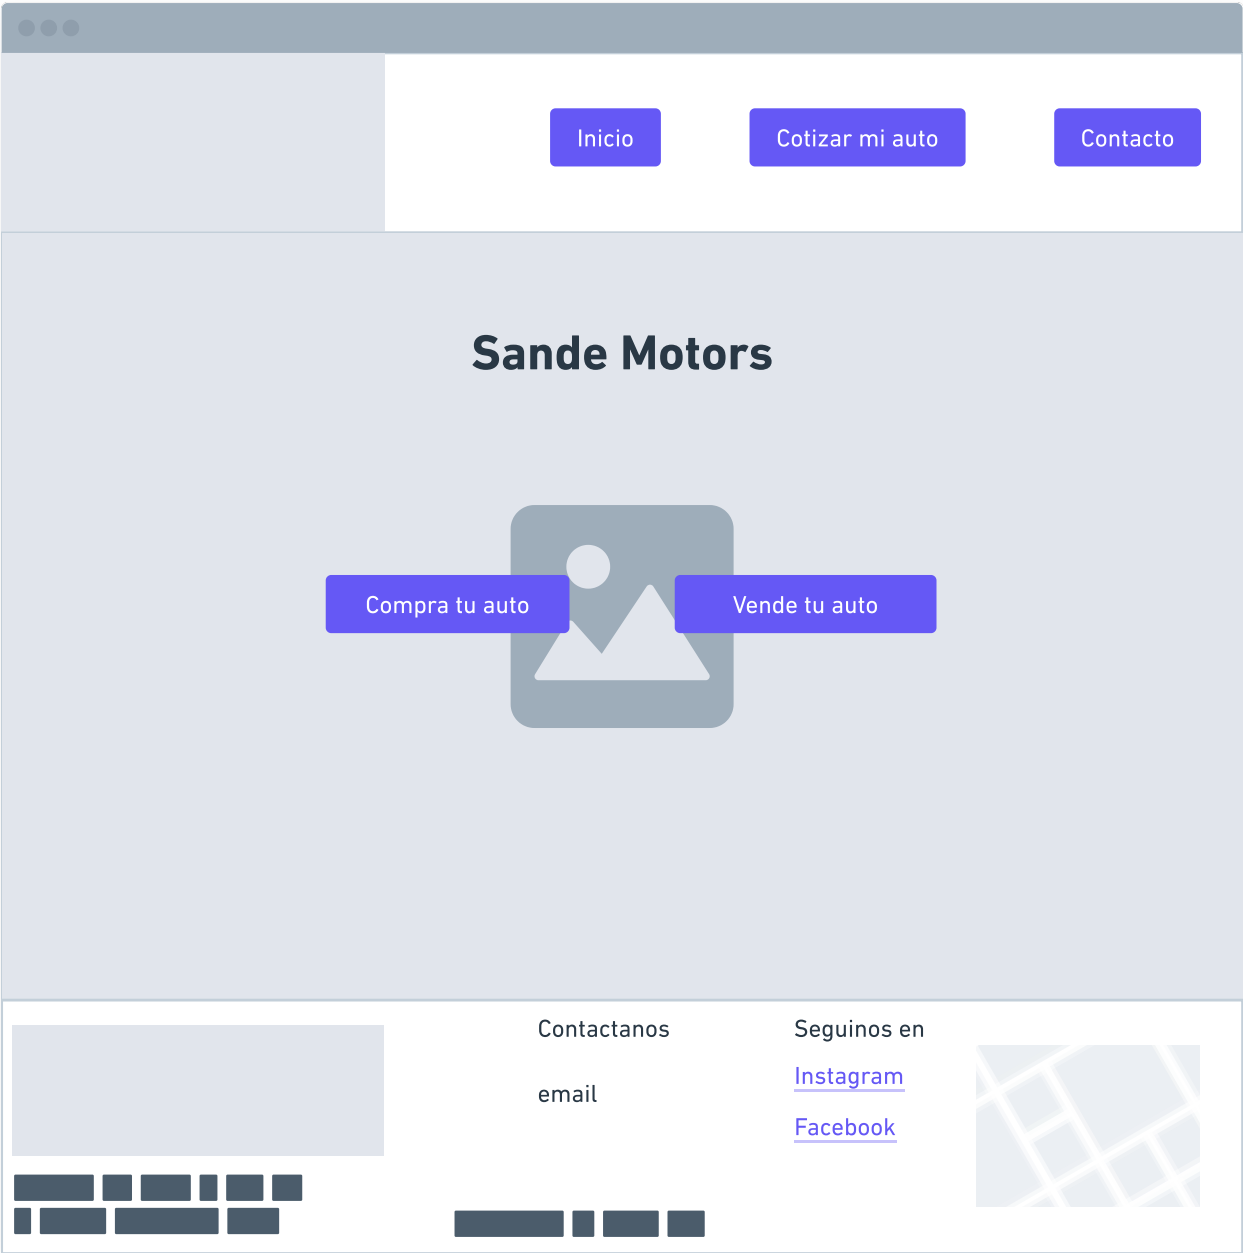 Inicio
Cotizar mi auto
Contacto
Sande Motors
Compra tu auto
Vende tu auto
Contactanos
email
Seguinos en
Instagram
Facebook